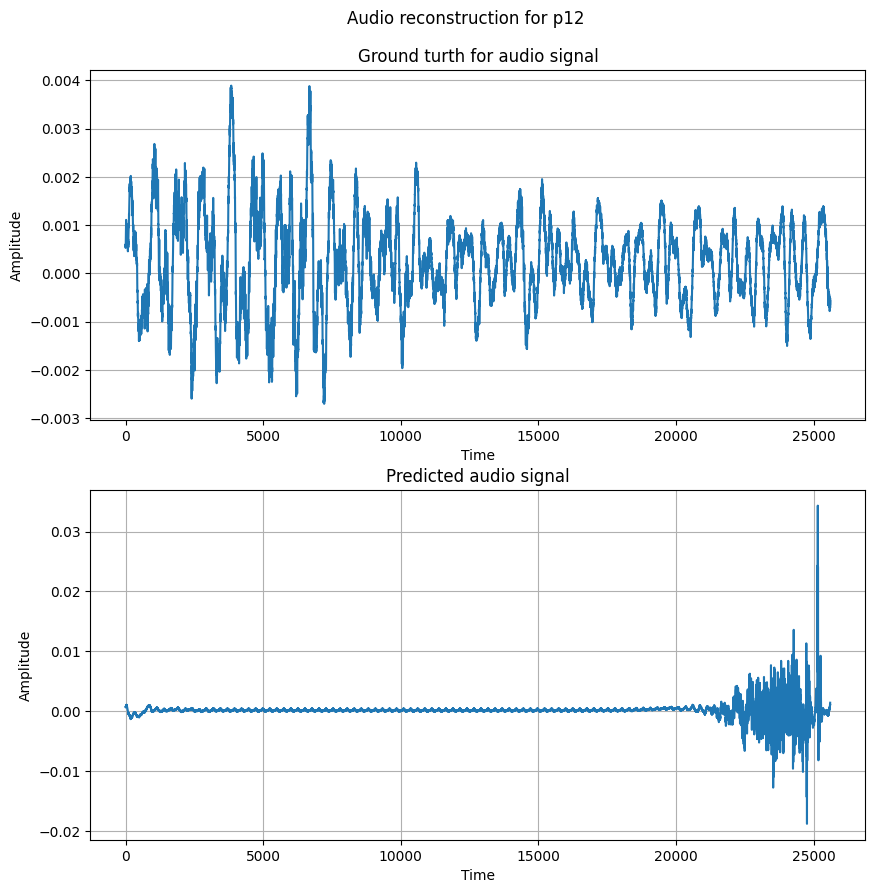 Audio reconstruction for p12
Ground turth for audio signal
0.004
0.003
0.002
0.001
0.000
−0.001
−0.002
−0.003
Amplitude
0 5000 10000 15000 20000 25000
Time
Predicted audio signal
0.03
0.02
0.01
0.00
−0.01
−0.02
Amplitude
0 5000 10000 15000 20000 25000
Time